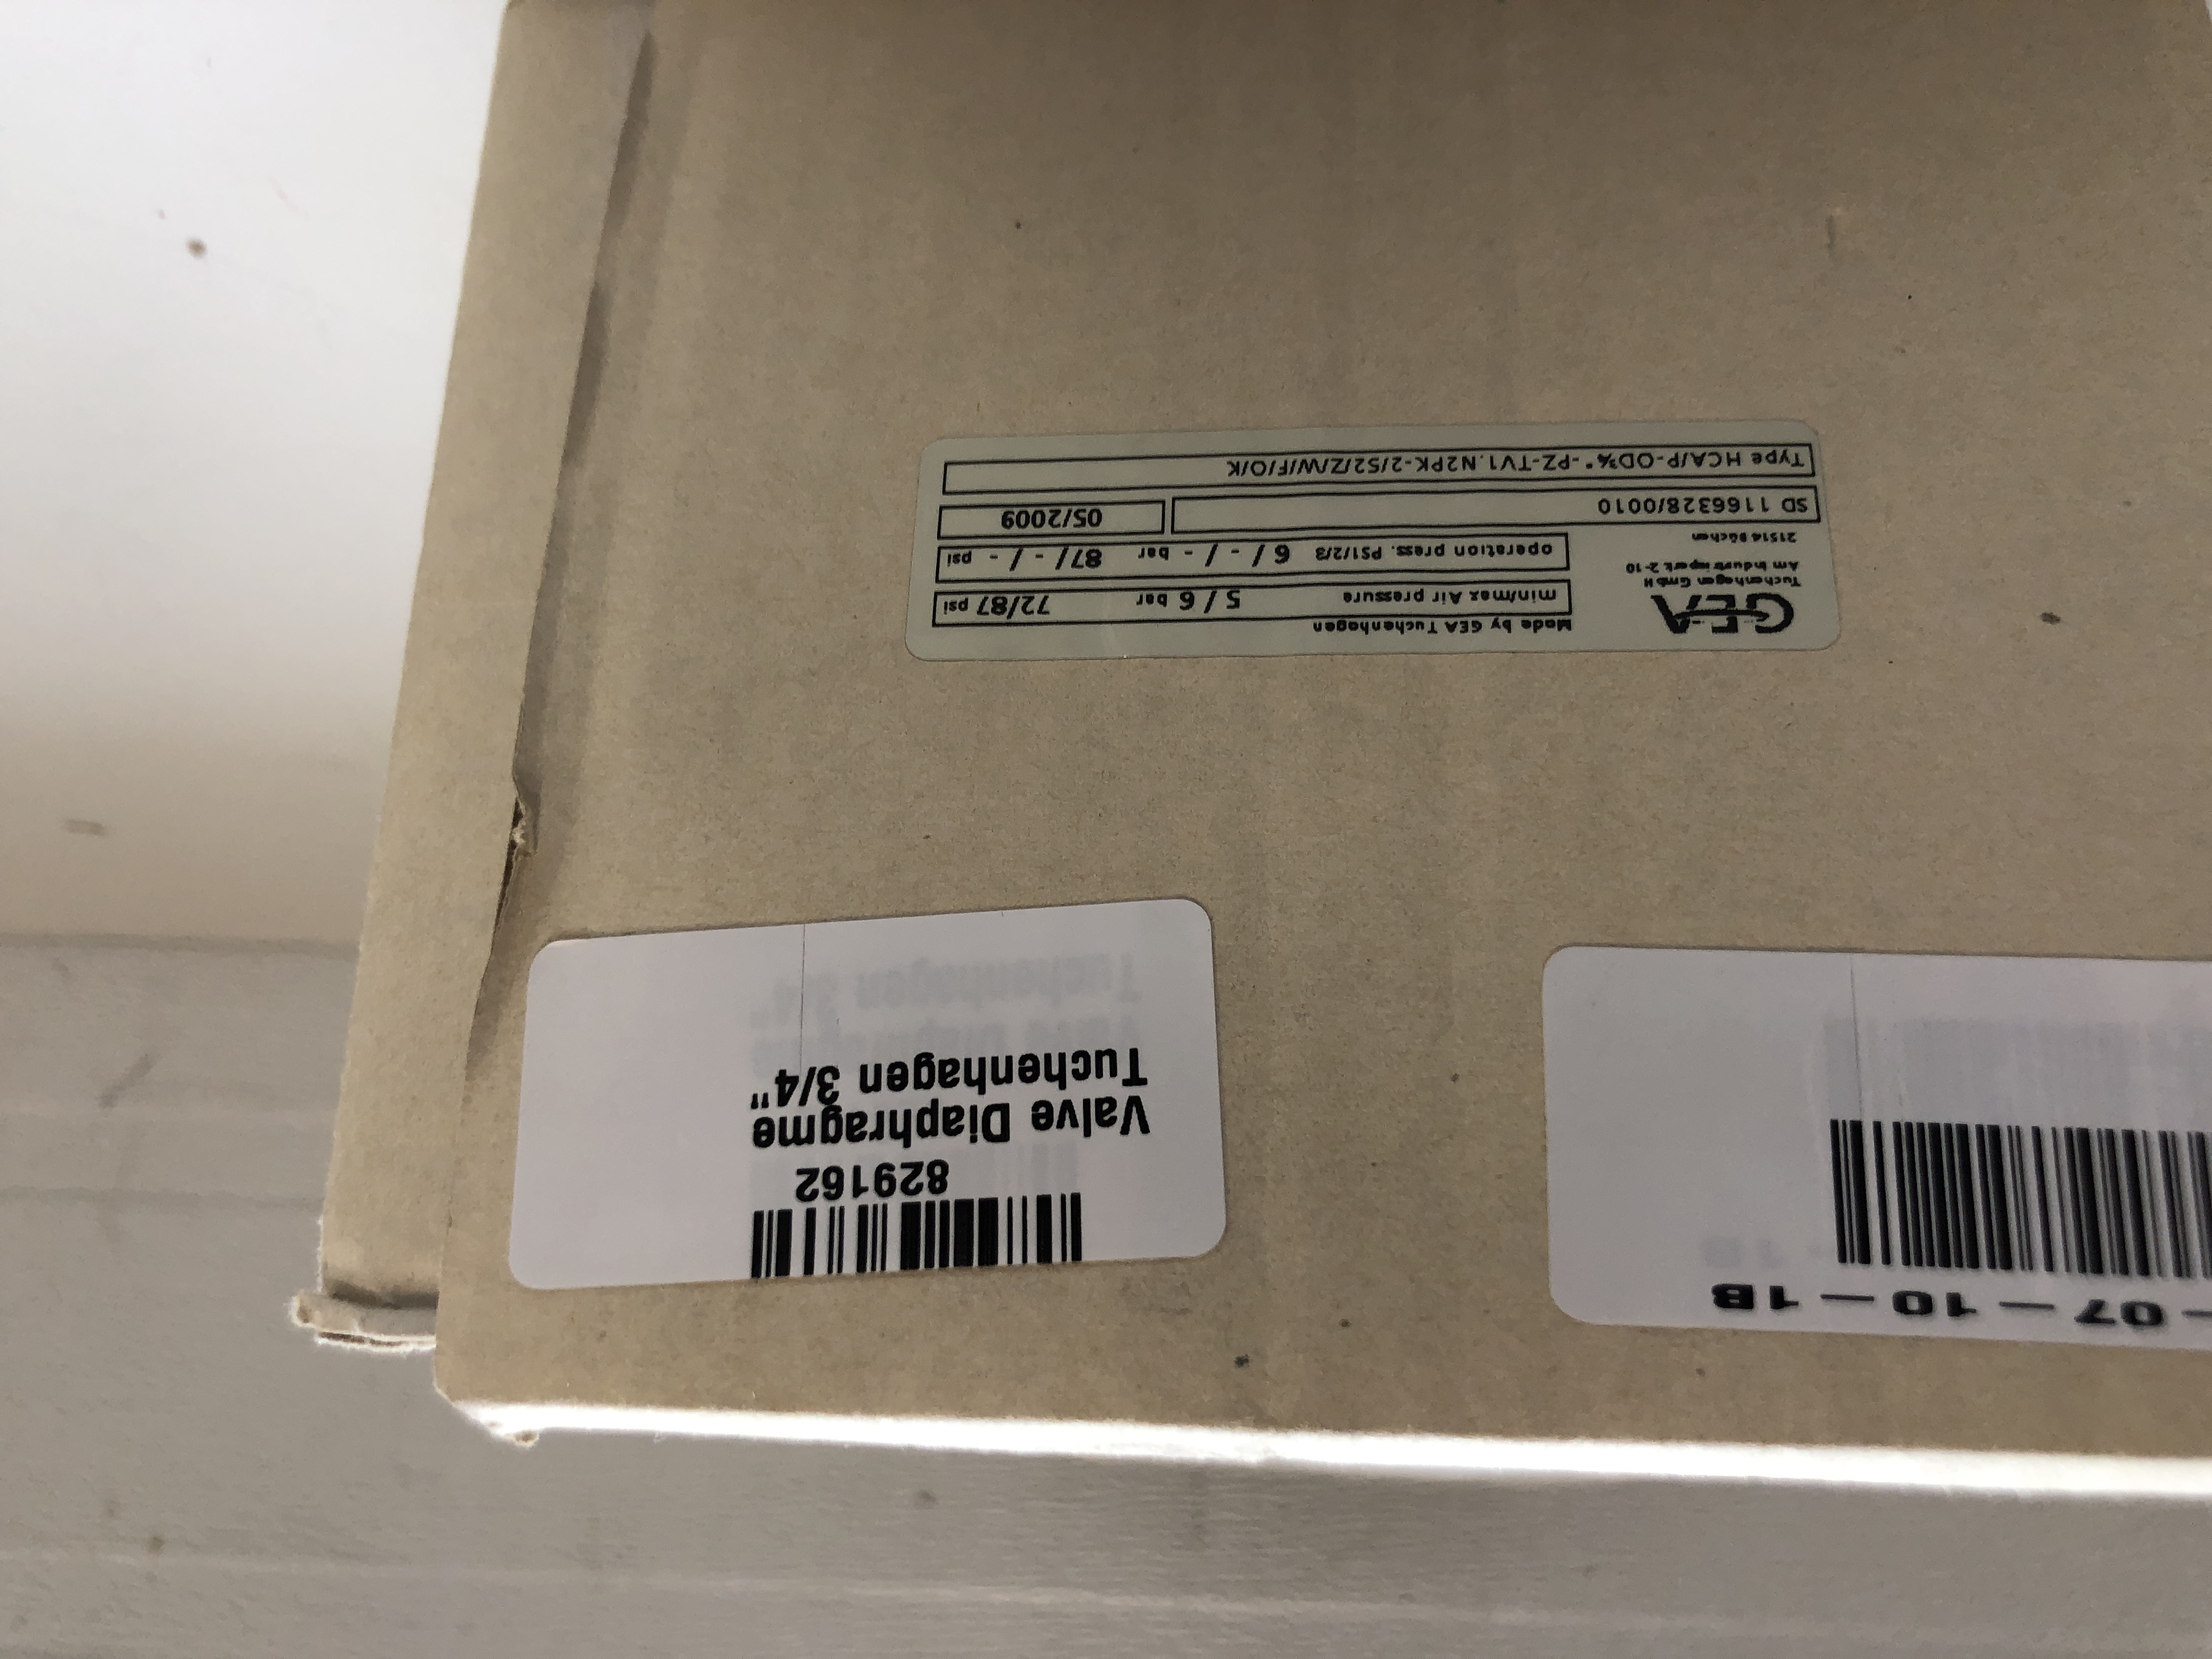 - 07 - 10 - 1B
829162
Valve Diaphragme
Tuchenhagen 3/4"
GEA
Tuchenhagen GmbH
Am Industriepark 2-10
21514 Büchen
Made by GEA Tuchenhagen
min/max Air pressure 5 / 6 bar 72/87 psi
operation press. PS1/2/3 6 / - / - bar 87/ - / - psi
SD 1166328/0010 05/2009
Type HCA/P-OD¾"-PZ-TV1.N2PK-2/S2/Z/W/F/O/K